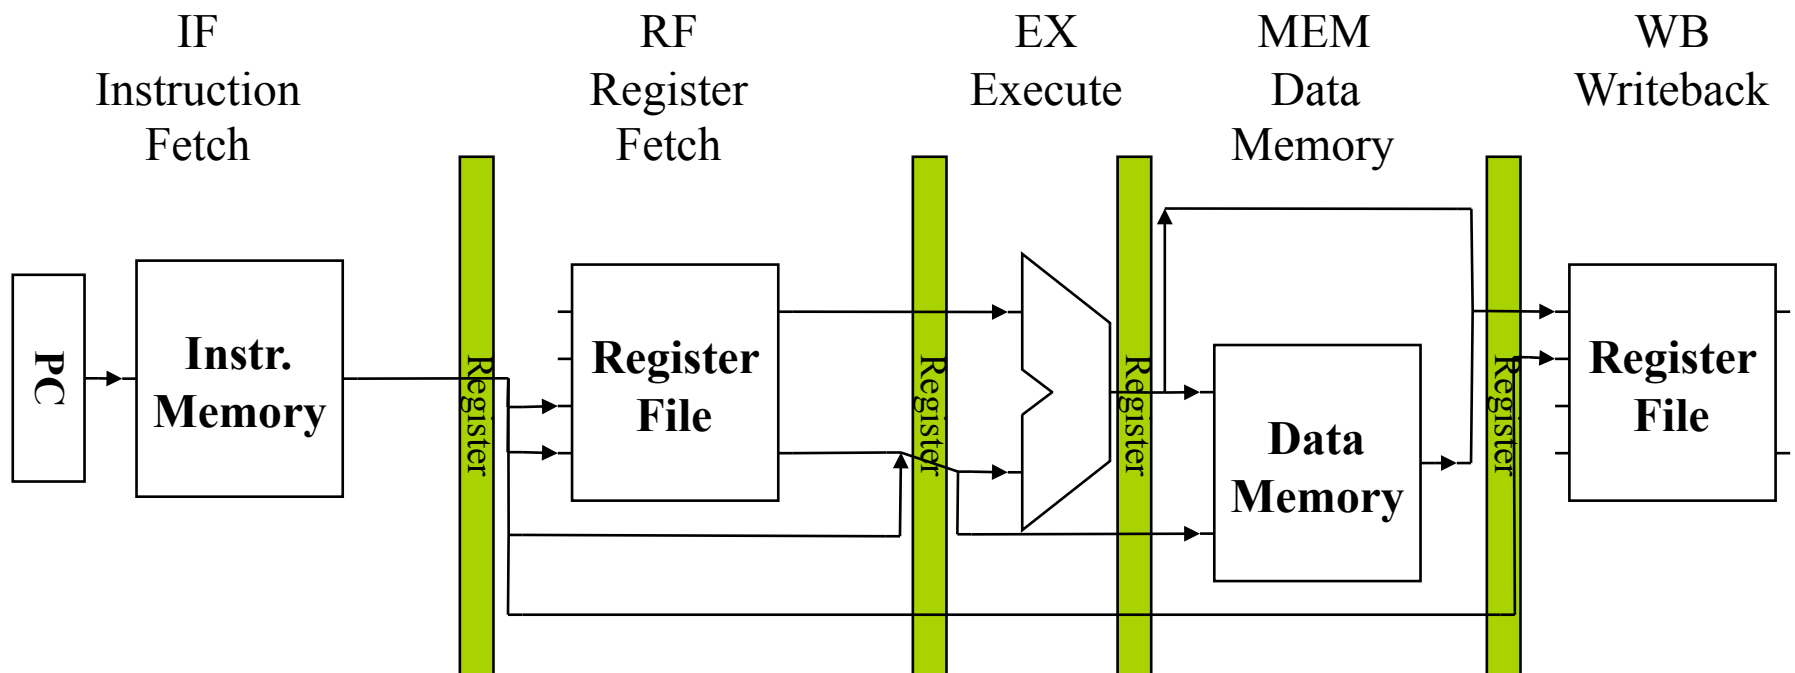 IF
Instruction
Fetch
RF
Register
Fetch
EX
Execute
MEM
Data
Memory
WB
Writeback
PC
Instr.
Memory
Register
Register
File
Register
Register
Data
Memory
Register
Register
File